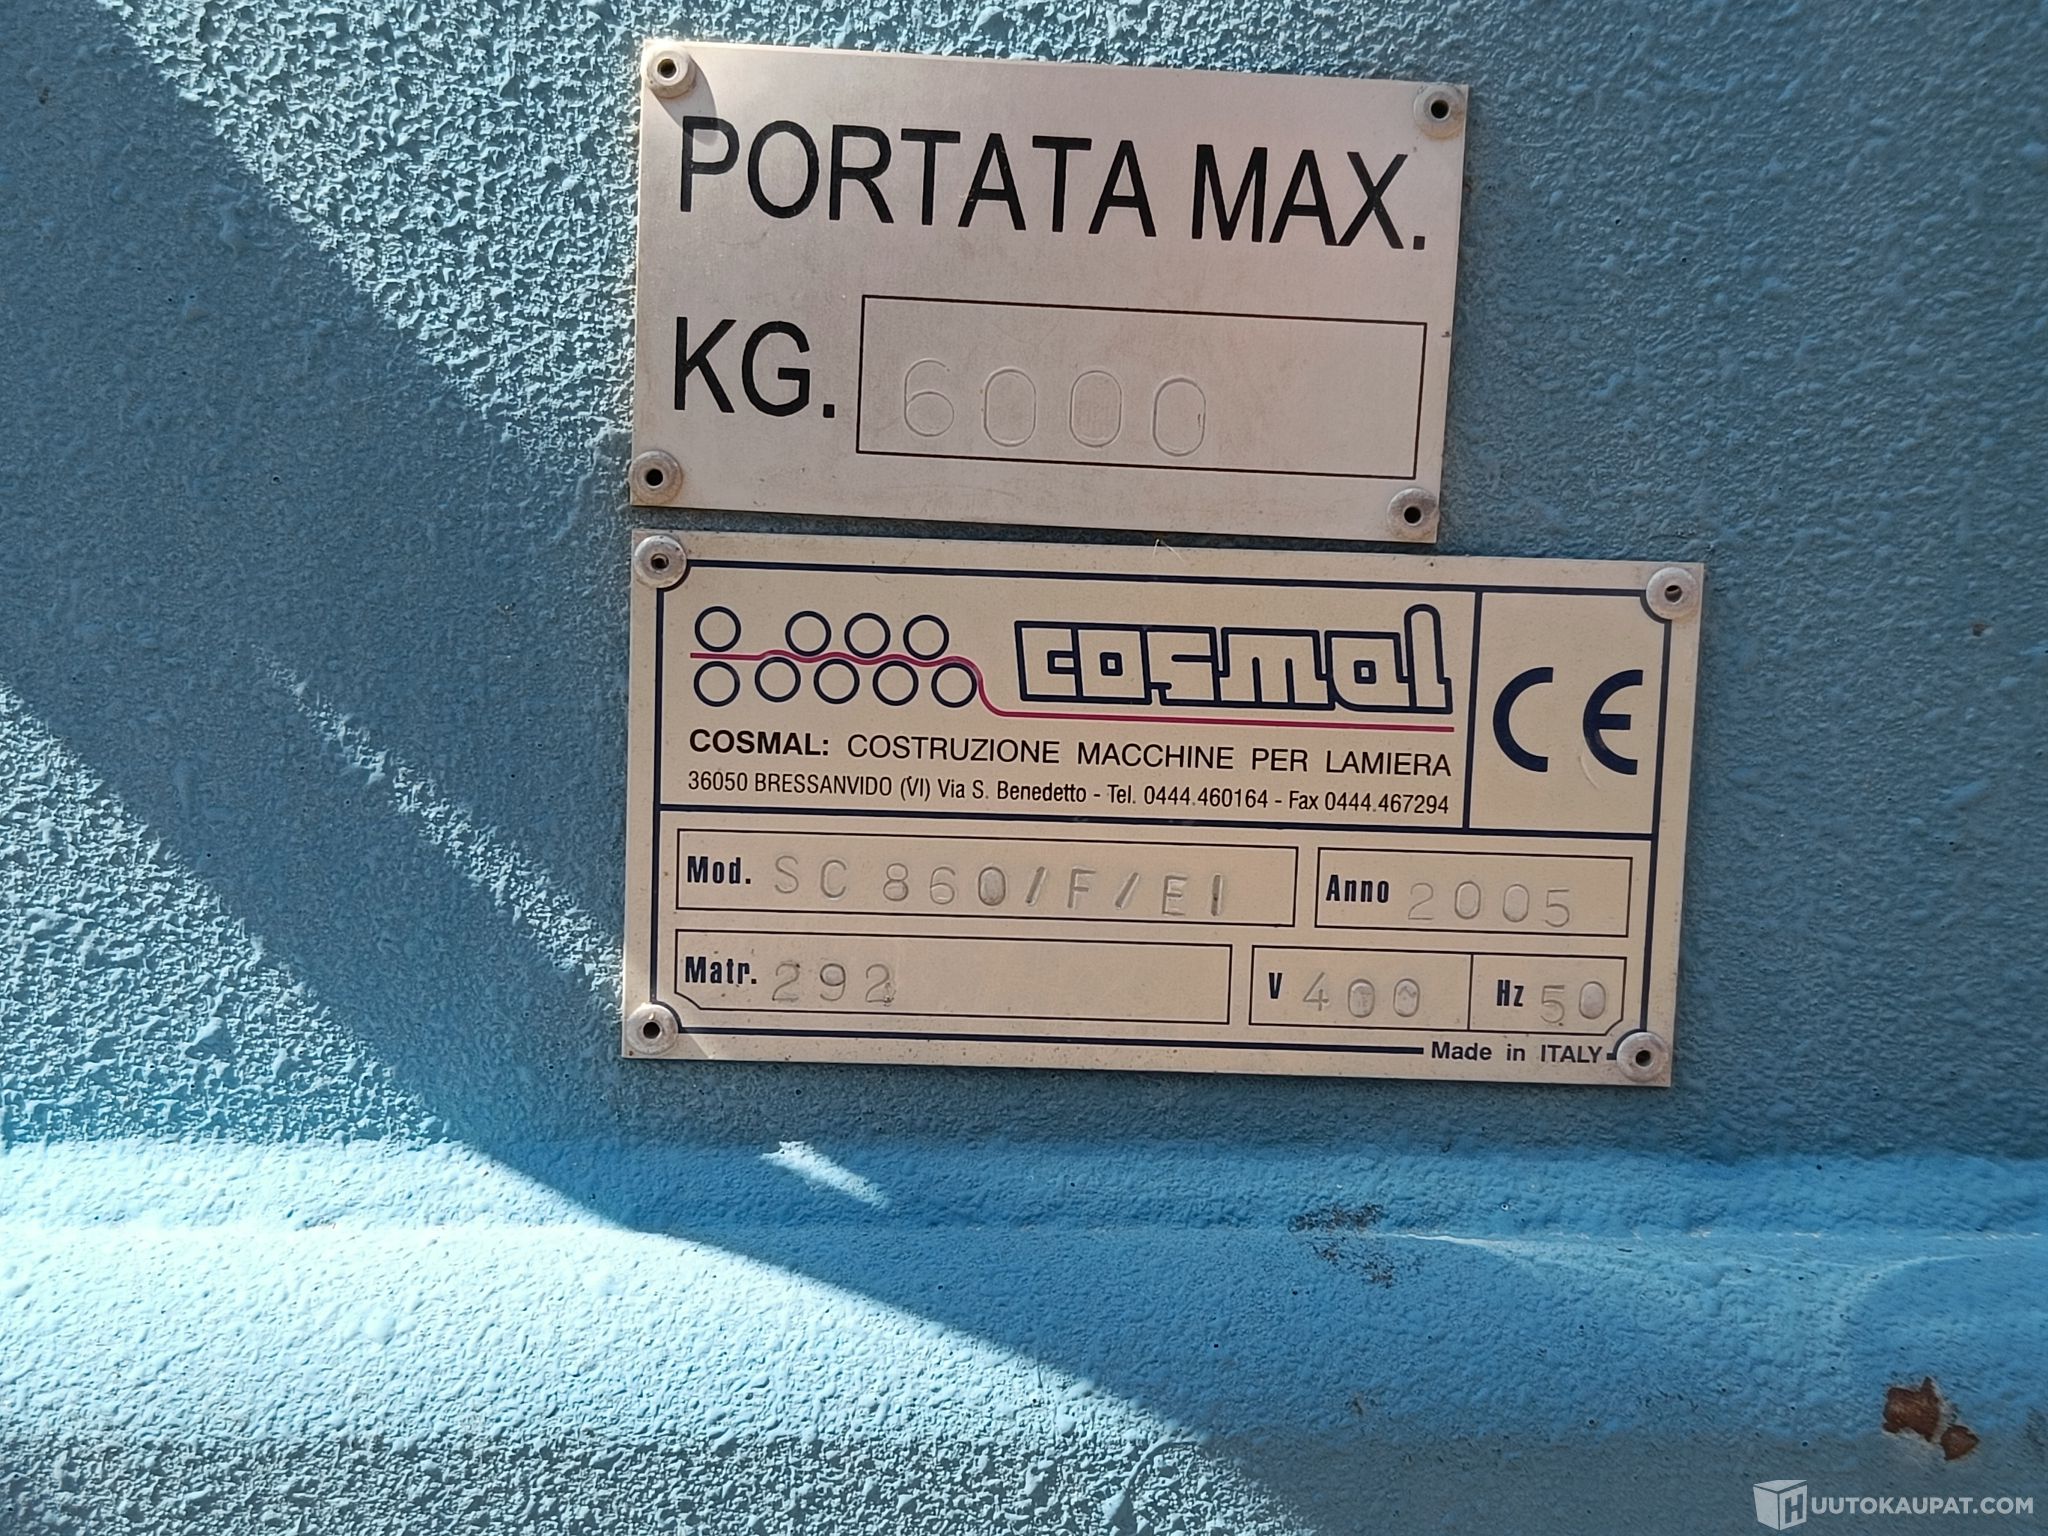 PORTATA MAX.
KG. 6000
cosmal
CE
COSMAL: COSTRUZIONE MACCHINE PER LAMIERA
36050 BRESSANVIDO (VI) Via S. Benedetto - Tel. 0444.460164 - Fax 0444.467294
Mod. SC 860/F/EI Anno 2005
Matr. 292 V 400 Hz 50
Made in ITALY
HUUTOKAUPAT.COM